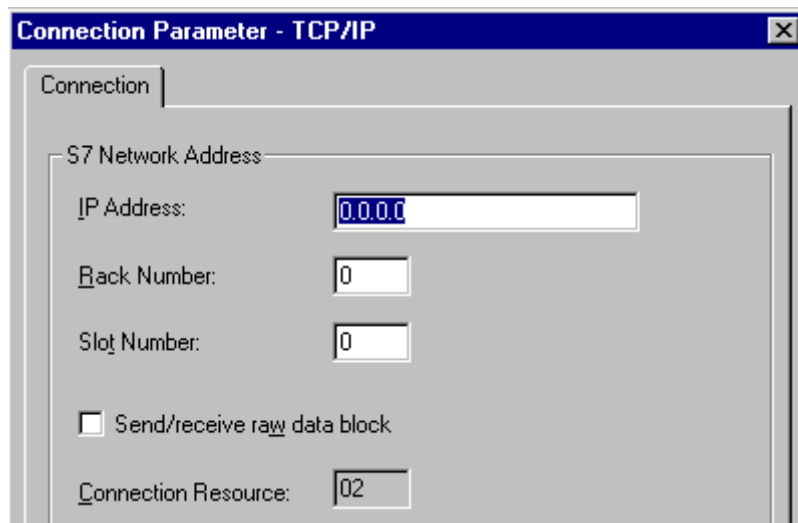 Connection Parameter - TCP/IP
Connection
S7 Network Address
IP Address: 0.0.0.0
Rack Number: 0
Slot Number: 0
Send/receive raw data block
Connection Resource: 02